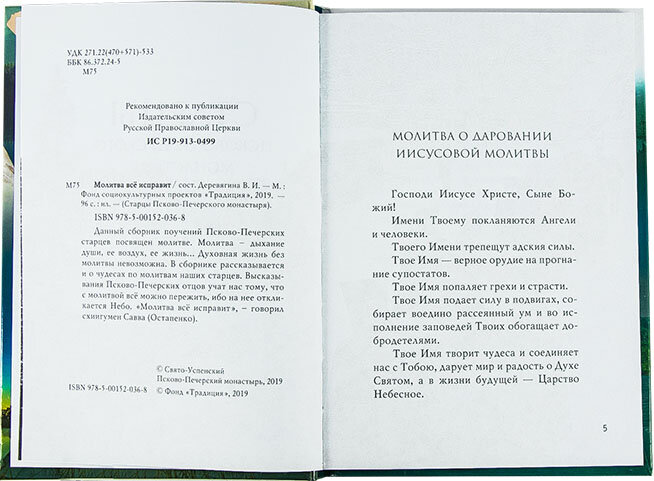 УДК 271.22(470+571)-533
ББК 86.372.24-5
М75
Рекомендовано к публикации
Издательским советом
Русской Православной Церкви
ИС Р19-913-0499
М75 Молитва всё исправит / сост. Деревягина В. И. — М. :
Фонд социокультурных проектов «Традиция», 2019. —
96 с. : ил. — (Старцы Псково-Печерского монастыря).
ISBN 978-5-00152-036-8
Данный сборник поучений Псково-Печерских
старцев посвящен молитве. Молитва – дыхание
души, ее воздух, ее жизнь... Духовная жизнь без
молитвы невозможна. В сборнике рассказывается
и о чудесах по молитвам наших старцев. Высказы-
вания Псково-Печерских отцов учат нас тому, что
с молитвой всё можно пережить, ибо на нее откли-
кается Небо. «Молитва всё исправит», – говорил
схиигумен Савва (Остапенко).
© Свято-Успенский
Псково-Печерский монастырь, 2019
ISBN 978-5-00152-036-8 © Фонд «Традиция», 2019
МОЛИТВА О ДАРОВАНИИ
ИИСУСОВОЙ МОЛИТВЫ
Господи Иисусе Христе, Сыне Бо-
жий!
Имени Твоему покланяются Ангели
и человеки.
Твоего Имени трепещут адския силы.
Твое Имя — верное орудие на прогна-
ние супостатов.
Твое Имя попаляет грехи и страсти.
Твое Имя подает силу в подвигах, со-
бирает воедино рассеянный ум и во ис-
полнение заповедей Твоих обогащает до-
бродетелями.
Твое Имя творит чудеса и соединяет
нас с Тобою, дарует мир и радость о Духе
Святом, а в жизни будущей — Царство
Небесное.
5